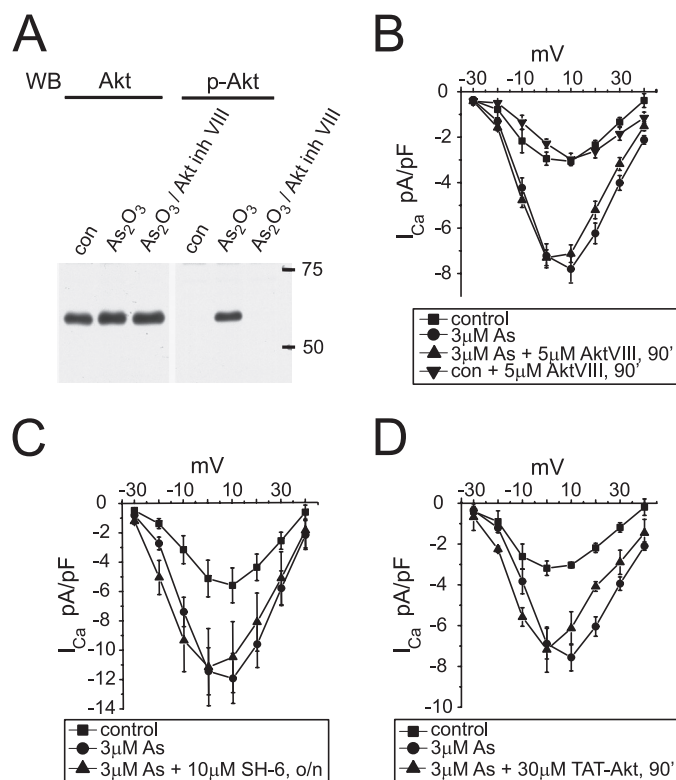 A
WB Akt p-Akt
con
As₂O₃
As₂O₃ / Akt inh VIII
con
As₂O₃
As₂O₃ / Akt inh VIII
75
50
B
mV
-30 -10 10 30
0
-2
-4
-6
-8
I_Ca pA/pF
control
3μM As
3μM As + 5μM AktVIII, 90'
con + 5μM AktVIII, 90'
C
mV
-30 -10 10 30
0
-2
-4
-6
-8
-10
-12
-14
I_Ca pA/pF
control
3μM As
3μM As + 10μM SH-6, o/n
D
mV
-30 -10 10 30
0
-2
-4
-6
-8
-10
I_Ca pA/pF
control
3μM As
3μM As + 30μM TAT-Akt, 90'